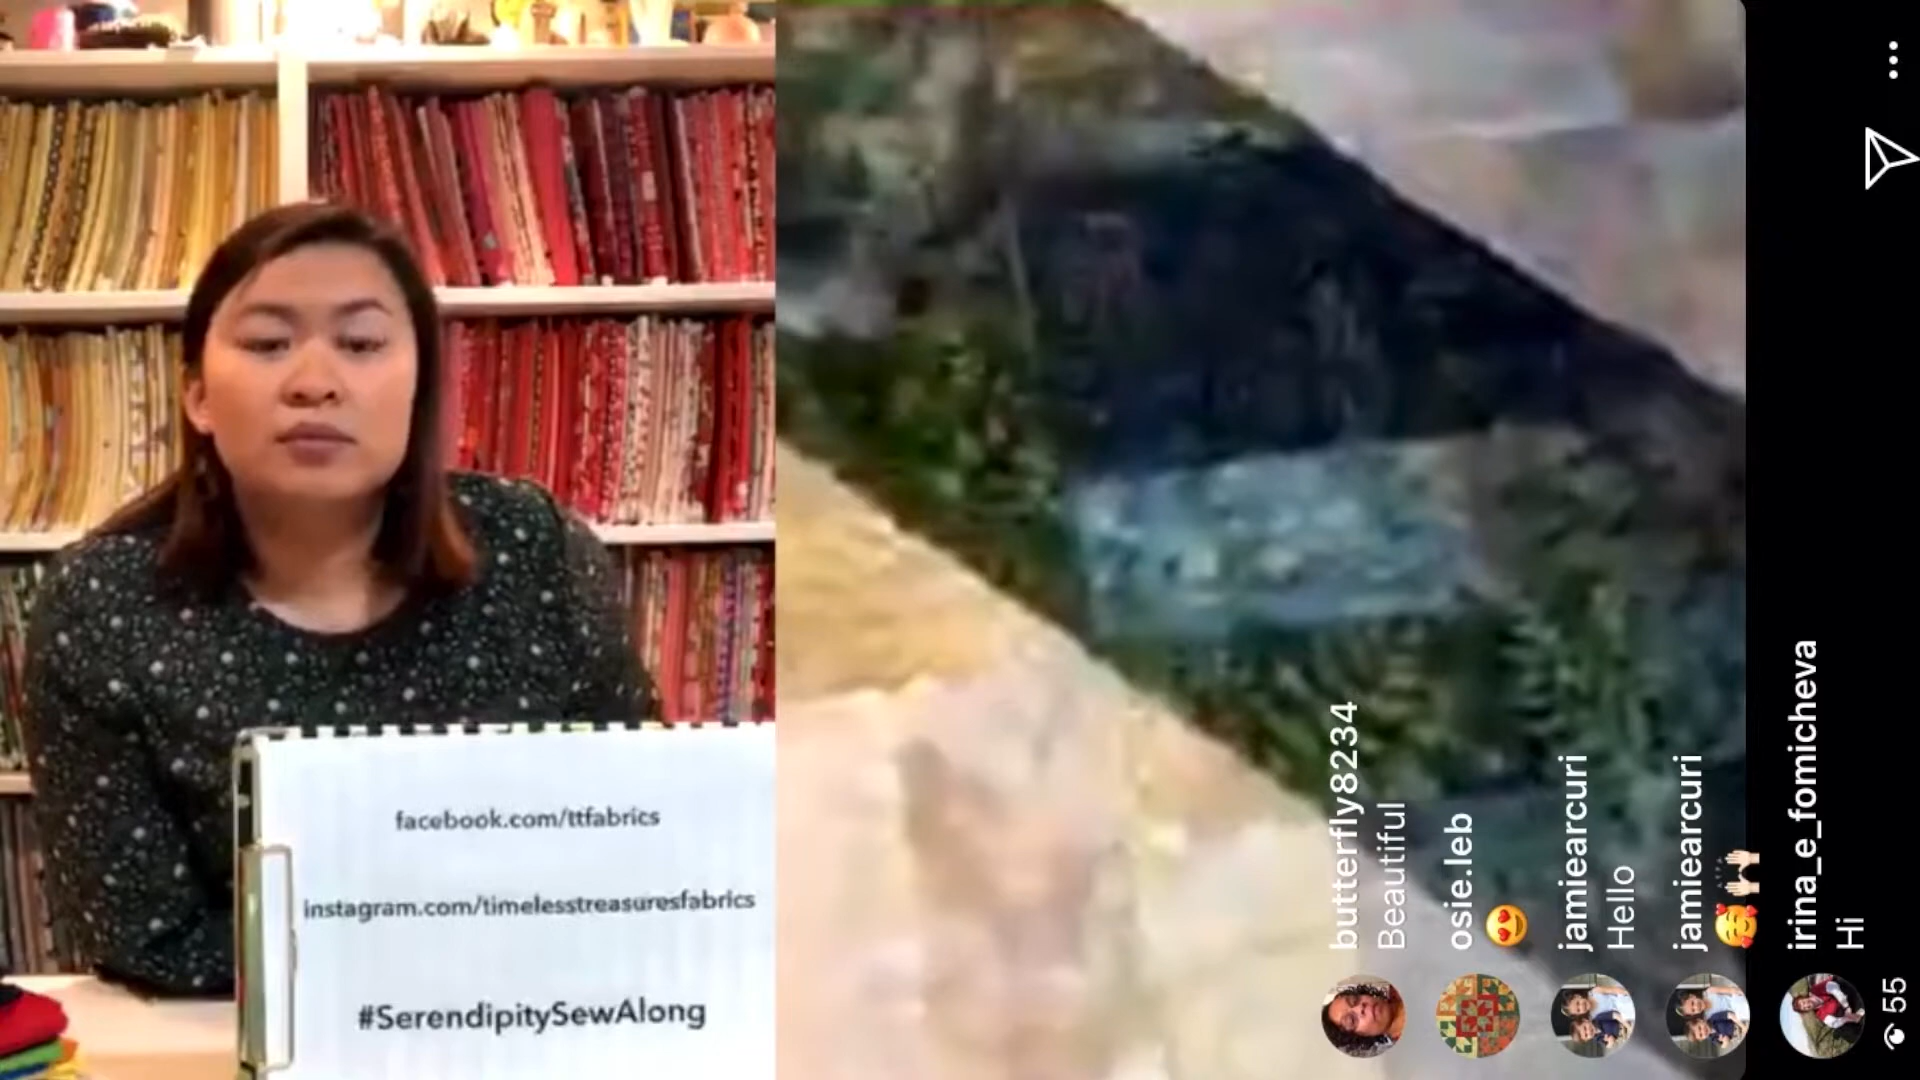 facebook.com/ttfabrics
instagram.com/timelesstreasuresfabrics
#SerendipitySewAlong
butterfly8234
Beautiful
osie.leb
😍
jamiearcuri
Hello
jamiearcuri
🥰🙌🏻
irina_e_fomicheva
Hi
55